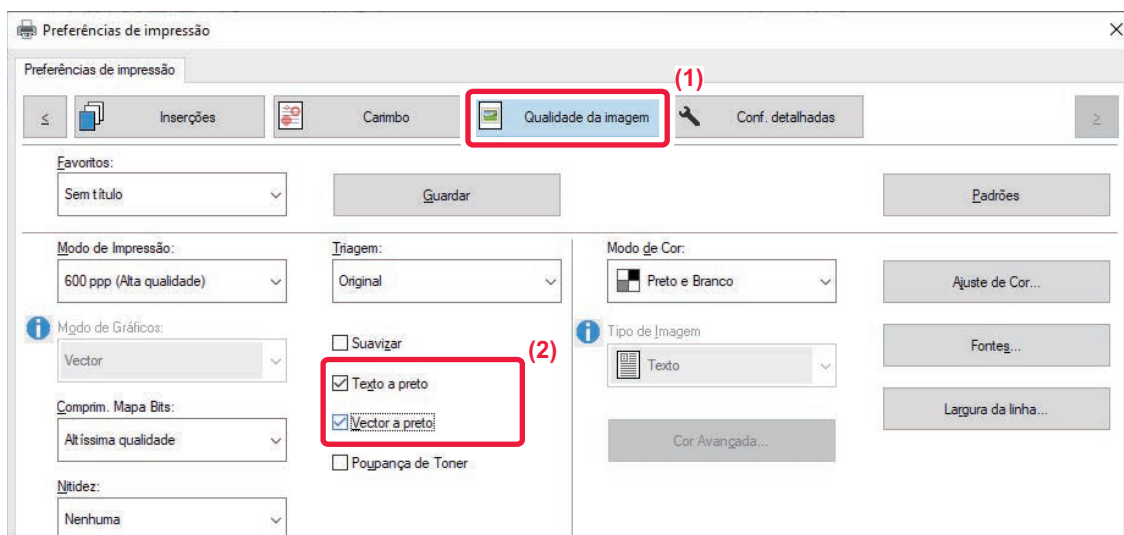 Preferências de impressão
Preferências de impressão
(1)
< Inserções Carimbo Qualidade da imagem Conf. detalhadas >
Favoritos:
Sem título Guardar Padrões
Modo de Impressão: Triagem: Modo de Cor:
600 ppp (Alta qualidade) Original Preto e Branco Ajuste de Cor...
Modo de Gráficos: Suavizar (2) Tipo de Imagem Fontes...
Vector Texto a preto Texto
Comprim. Mapa Bits: Vector a preto Largura da linha...
Altíssima qualidade Poupança de Toner Cor Avançada...
Nitidez:
Nenhuma